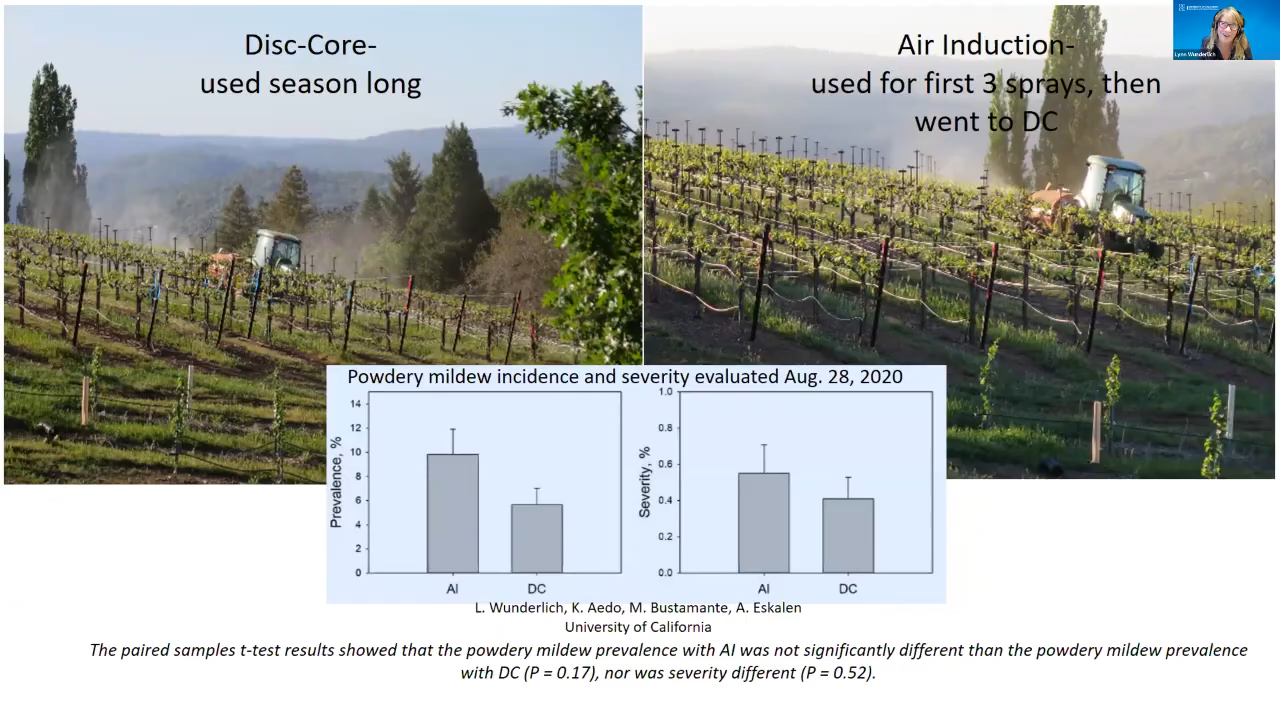 Disc-Core-
used season long
Air Induction-
used for first 3 sprays, then
went to DC
Lynn Wunderlich
Powdery mildew incidence and severity evaluated Aug. 28, 2020
Prevalence, %
14
12
10
8
6
4
2
0
AI
DC
Severity, %
1.0
0.8
0.6
0.4
0.2
0.0
AI
DC
L. Wunderlich, K. Aedo, M. Bustamante, A. Eskalen
University of California
The paired samples t-test results showed that the powdery mildew prevalence with AI was not significantly different than the powdery mildew prevalence
with DC (P = 0.17), nor was severity different (P = 0.52).